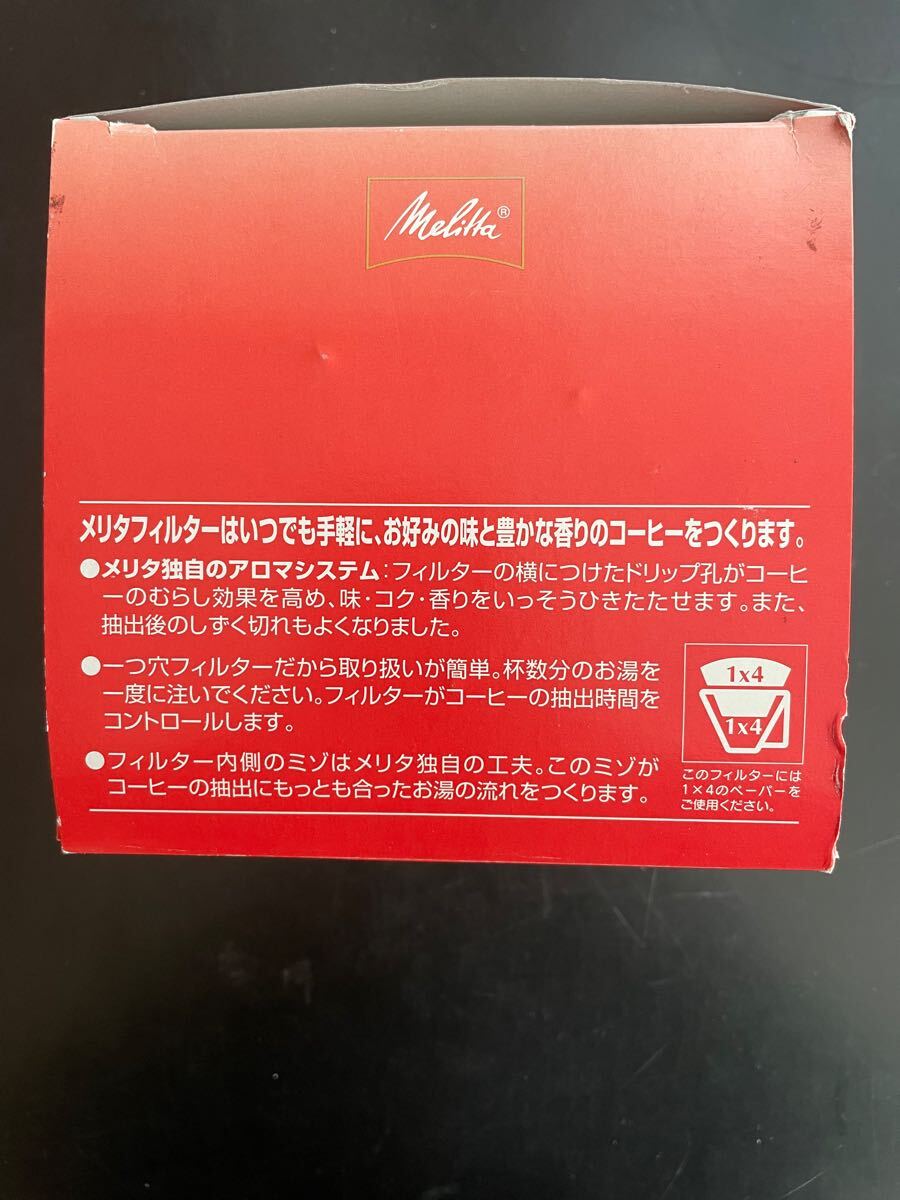 Melitta®
メリタフィルターはいつでも手軽に、お好みの味と豊かな香りのコーヒーをつくります。
●メリタ独自のアロマシステム：フィルターの横につけたドリップ孔がコーヒ
ーのむらし効果を高め、味・コク・香りをいっそうひきたたせます。また、
抽出後のしずく切れもよくなりました。
●一つ穴フィルターだから取り扱いが簡単。杯数分のお湯を
一度に注いでください。フィルターがコーヒーの抽出時間を
コントロールします。
●フィルター内側のミゾはメリタ独自の工夫。このミゾが
コーヒーの抽出にもっとも合ったお湯の流れをつくります。
1x4
1x4
このフィルターには
1×4のペーパーを
ご使用ください。